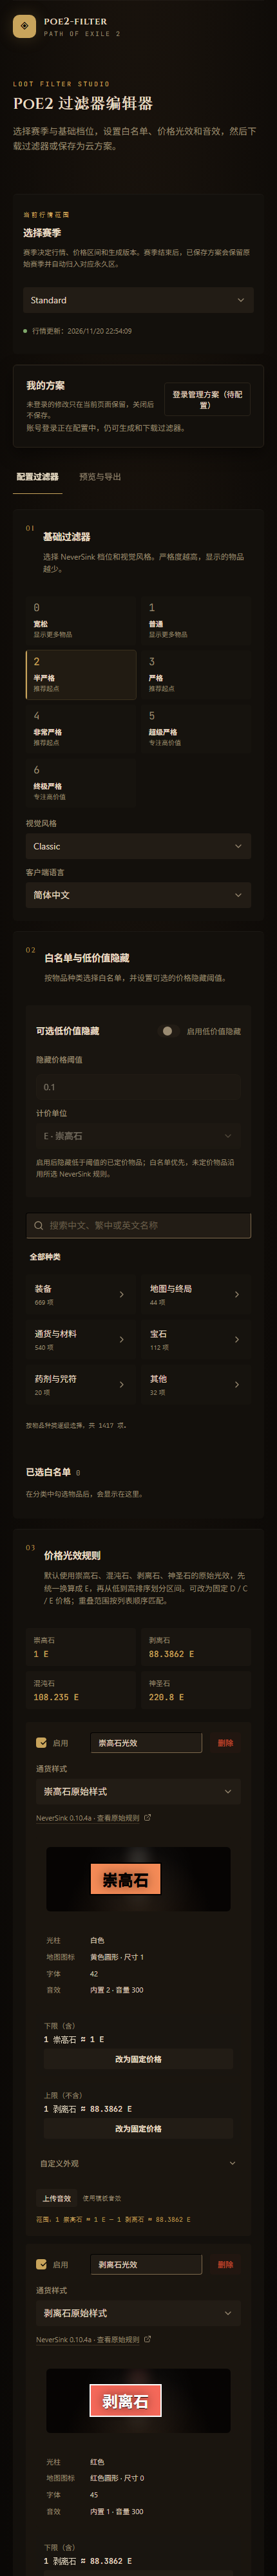 POE2-FILTER
PATH OF EXILE 2
LOOT FILTER STUDIO
POE2 过滤器编辑器
选择赛季与基础档位，设置白名单、价格光效和音效，然后下
载过滤器或保存为云方案。
当前行情范围
选择赛季
赛季决定行情、价格区间和生成版本。赛季结束后，已保存方案会保留原
始赛季并自动归入对应永久区。
Standard
行情更新：2026/11/20 22:54:09
我的方案
未登录的修改只在当前页面保留，关闭后
不保存。
账号登录正在配置中，仍可生成和下载过滤器。
登录管理方案（待配
置）
配置过滤器
预览与导出
01
基础过滤器
选择 NeverSink 档位和视觉风格。严格度越高，显示的物品
越少。
0
宽松
显示更多物品
1
普通
显示更多物品
2
半严格
推荐起点
3
严格
推荐起点
4
非常严格
推荐起点
5
超级严格
专注高价值
6
终极严格
专注高价值
视觉风格
Classic
客户端语言
简体中文
02
白名单与低价值隐藏
按物品种类选择白名单，并设置可选的价格隐藏阈值。
可选低价值隐藏
启用低价值隐藏
隐藏价格阈值
0.1
计价单位
E · 崇高石
启用后隐藏低于阈值的已定价物品；白名单优先，未定价物品沿
用所选 NeverSink 规则。
搜索中文、繁中或英文名称
全部种类
装备
669 项
地图与终局
44 项
通货与材料
540 项
宝石
112 项
药剂与咒符
20 项
其他
32 项
按物品种类逐级选择，共 1417 项。
已选白名单 0
在分类中勾选物品后，会显示在这里。
03
价格光效规则
默认使用崇高石、混沌石、剥离石、神圣石的原始光效，先
统一换算成 E，再从低到高排序划分区间。可改为固定 D / C
/ E 价格；重叠范围按列表顺序匹配。
崇高石
1 E
剥离石
88.3862 E
混沌石
108.235 E
神圣石
220.8 E
启用
崇高石光效
删除
通货样式
崇高石原始样式
NeverSink 0.10.4a · 查看原始规则
崇高石
光柱 白色
地图图标 黄色圆形 · 尺寸 1
字体 42
音效 内置 2 · 音量 300
下限（含）
1 崇高石 = 1 E
改为固定价格
上限（不含）
1 剥离石 = 88.3862 E
改为固定价格
自定义外观
上传音效
使用模板音效
范围：1 崇高石 = 1 E — 1 剥离石 = 88.3862 E
启用
剥离石光效
删除
通货样式
剥离石原始样式
NeverSink 0.10.4a · 查看原始规则
剥离石
光柱 红色
地图图标 红色圆形 · 尺寸 0
字体 45
音效 内置 1 · 音量 300
下限（含）
1 剥离石 = 88.3862 E